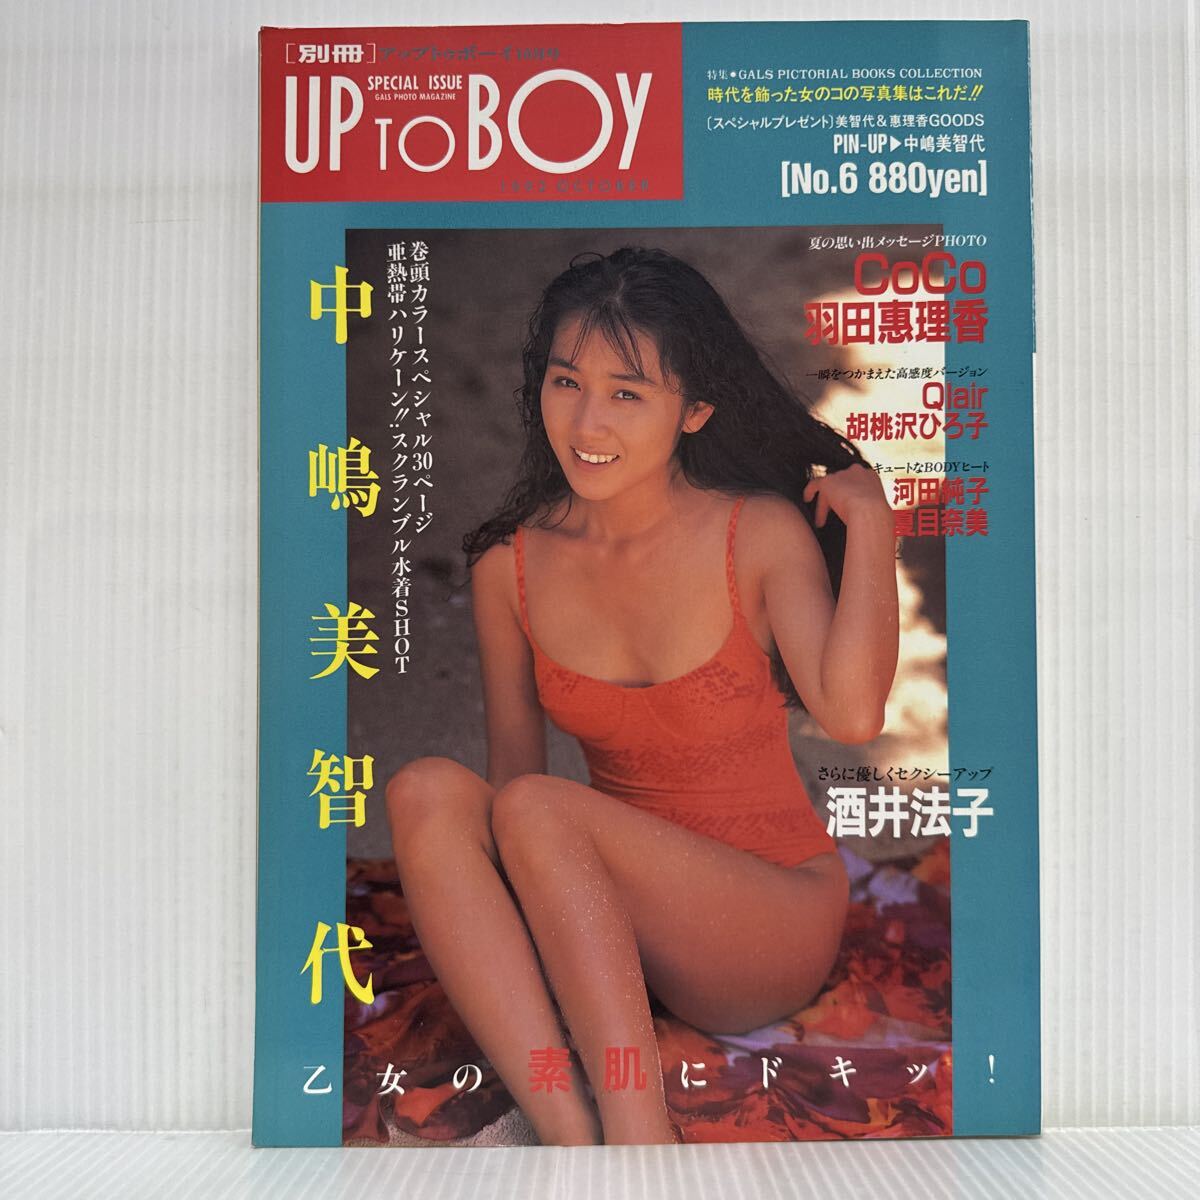 [別冊]アップトゥボーイ10月号
SPECIAL ISSUE
GALS PHOTO MAGAZINE
UP TO BOY
1992 OCTOBER
特集●GALS PICTORIAL BOOKS COLLECTION
時代を飾った女のコの写真集はこれだ!!
〔スペシャルプレゼント〕美智代&惠理香GOODS
PIN-UP▶中嶋美智代
[No.6 880yen]
巻頭カラースペシャル30ページ
亜熱帯ハリケーン!!スクランブル水着SHOT
中嶋美智代
夏の思い出メッセージPHOTO
CoCo
羽田惠理香
一瞬をつかまえた高感度バージョン
Qlair
胡桃沢ひろ子
キュートなBODYヒート
河田純子
夏目奈美
さらに優しくセクシーアップ
酒井法子
乙女の素肌にドキッ!